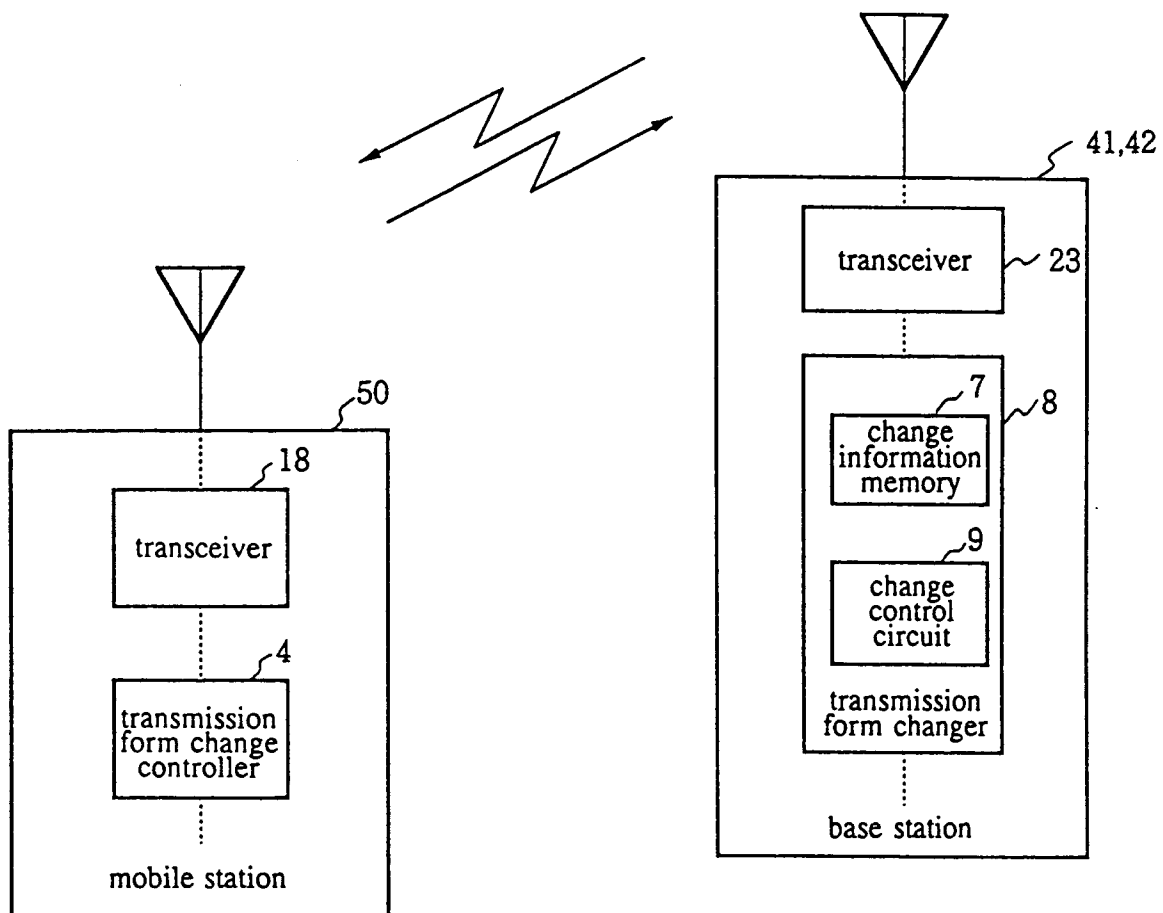 41,42
transceiver
23
7
8
change
information
memory
9
change
control
circuit
transmission
form changer
base station
50
18
transceiver
4
transmission
form change
controller
mobile station